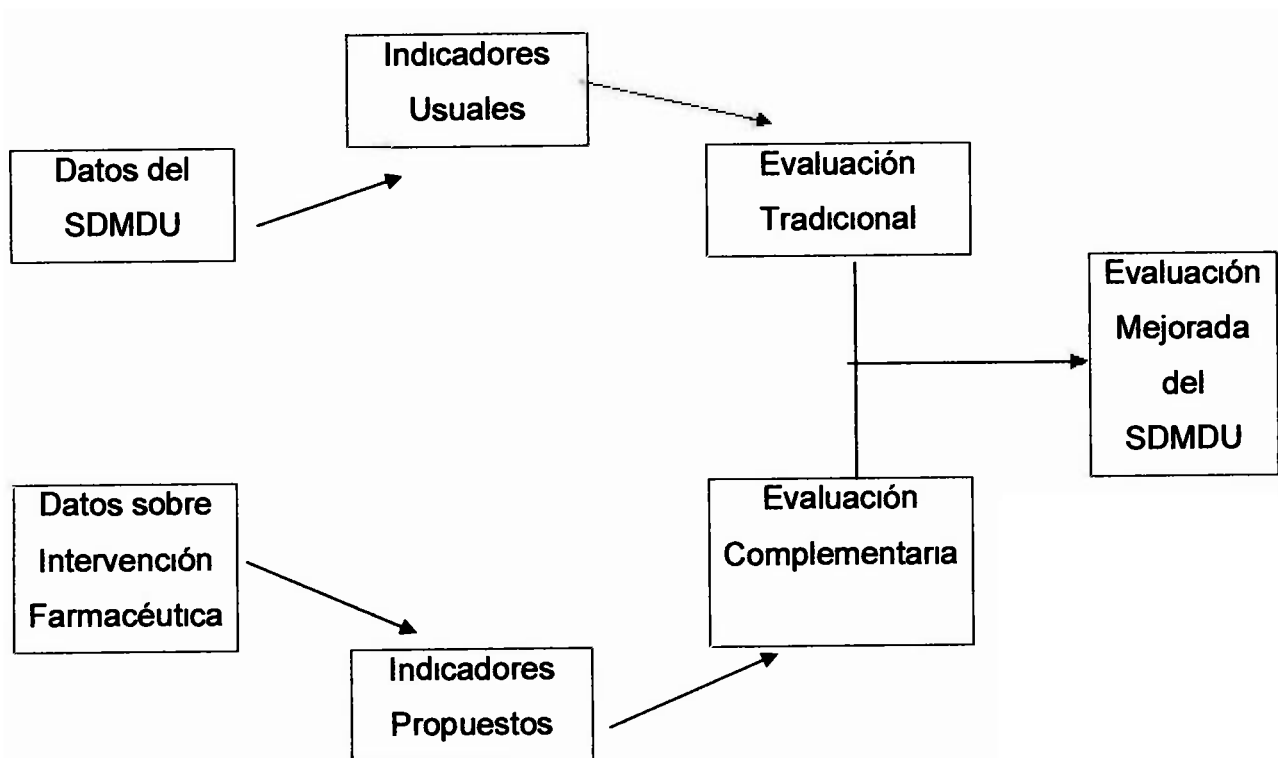 Indicadores
Usuales
Datos del
SDMDU
Evaluación
Tradicional
Evaluación
Mejorada
del
SDMDU
Datos sobre
Intervención
Farmacéutica
Evaluación
Complementaria
Indicadores
Propuestos